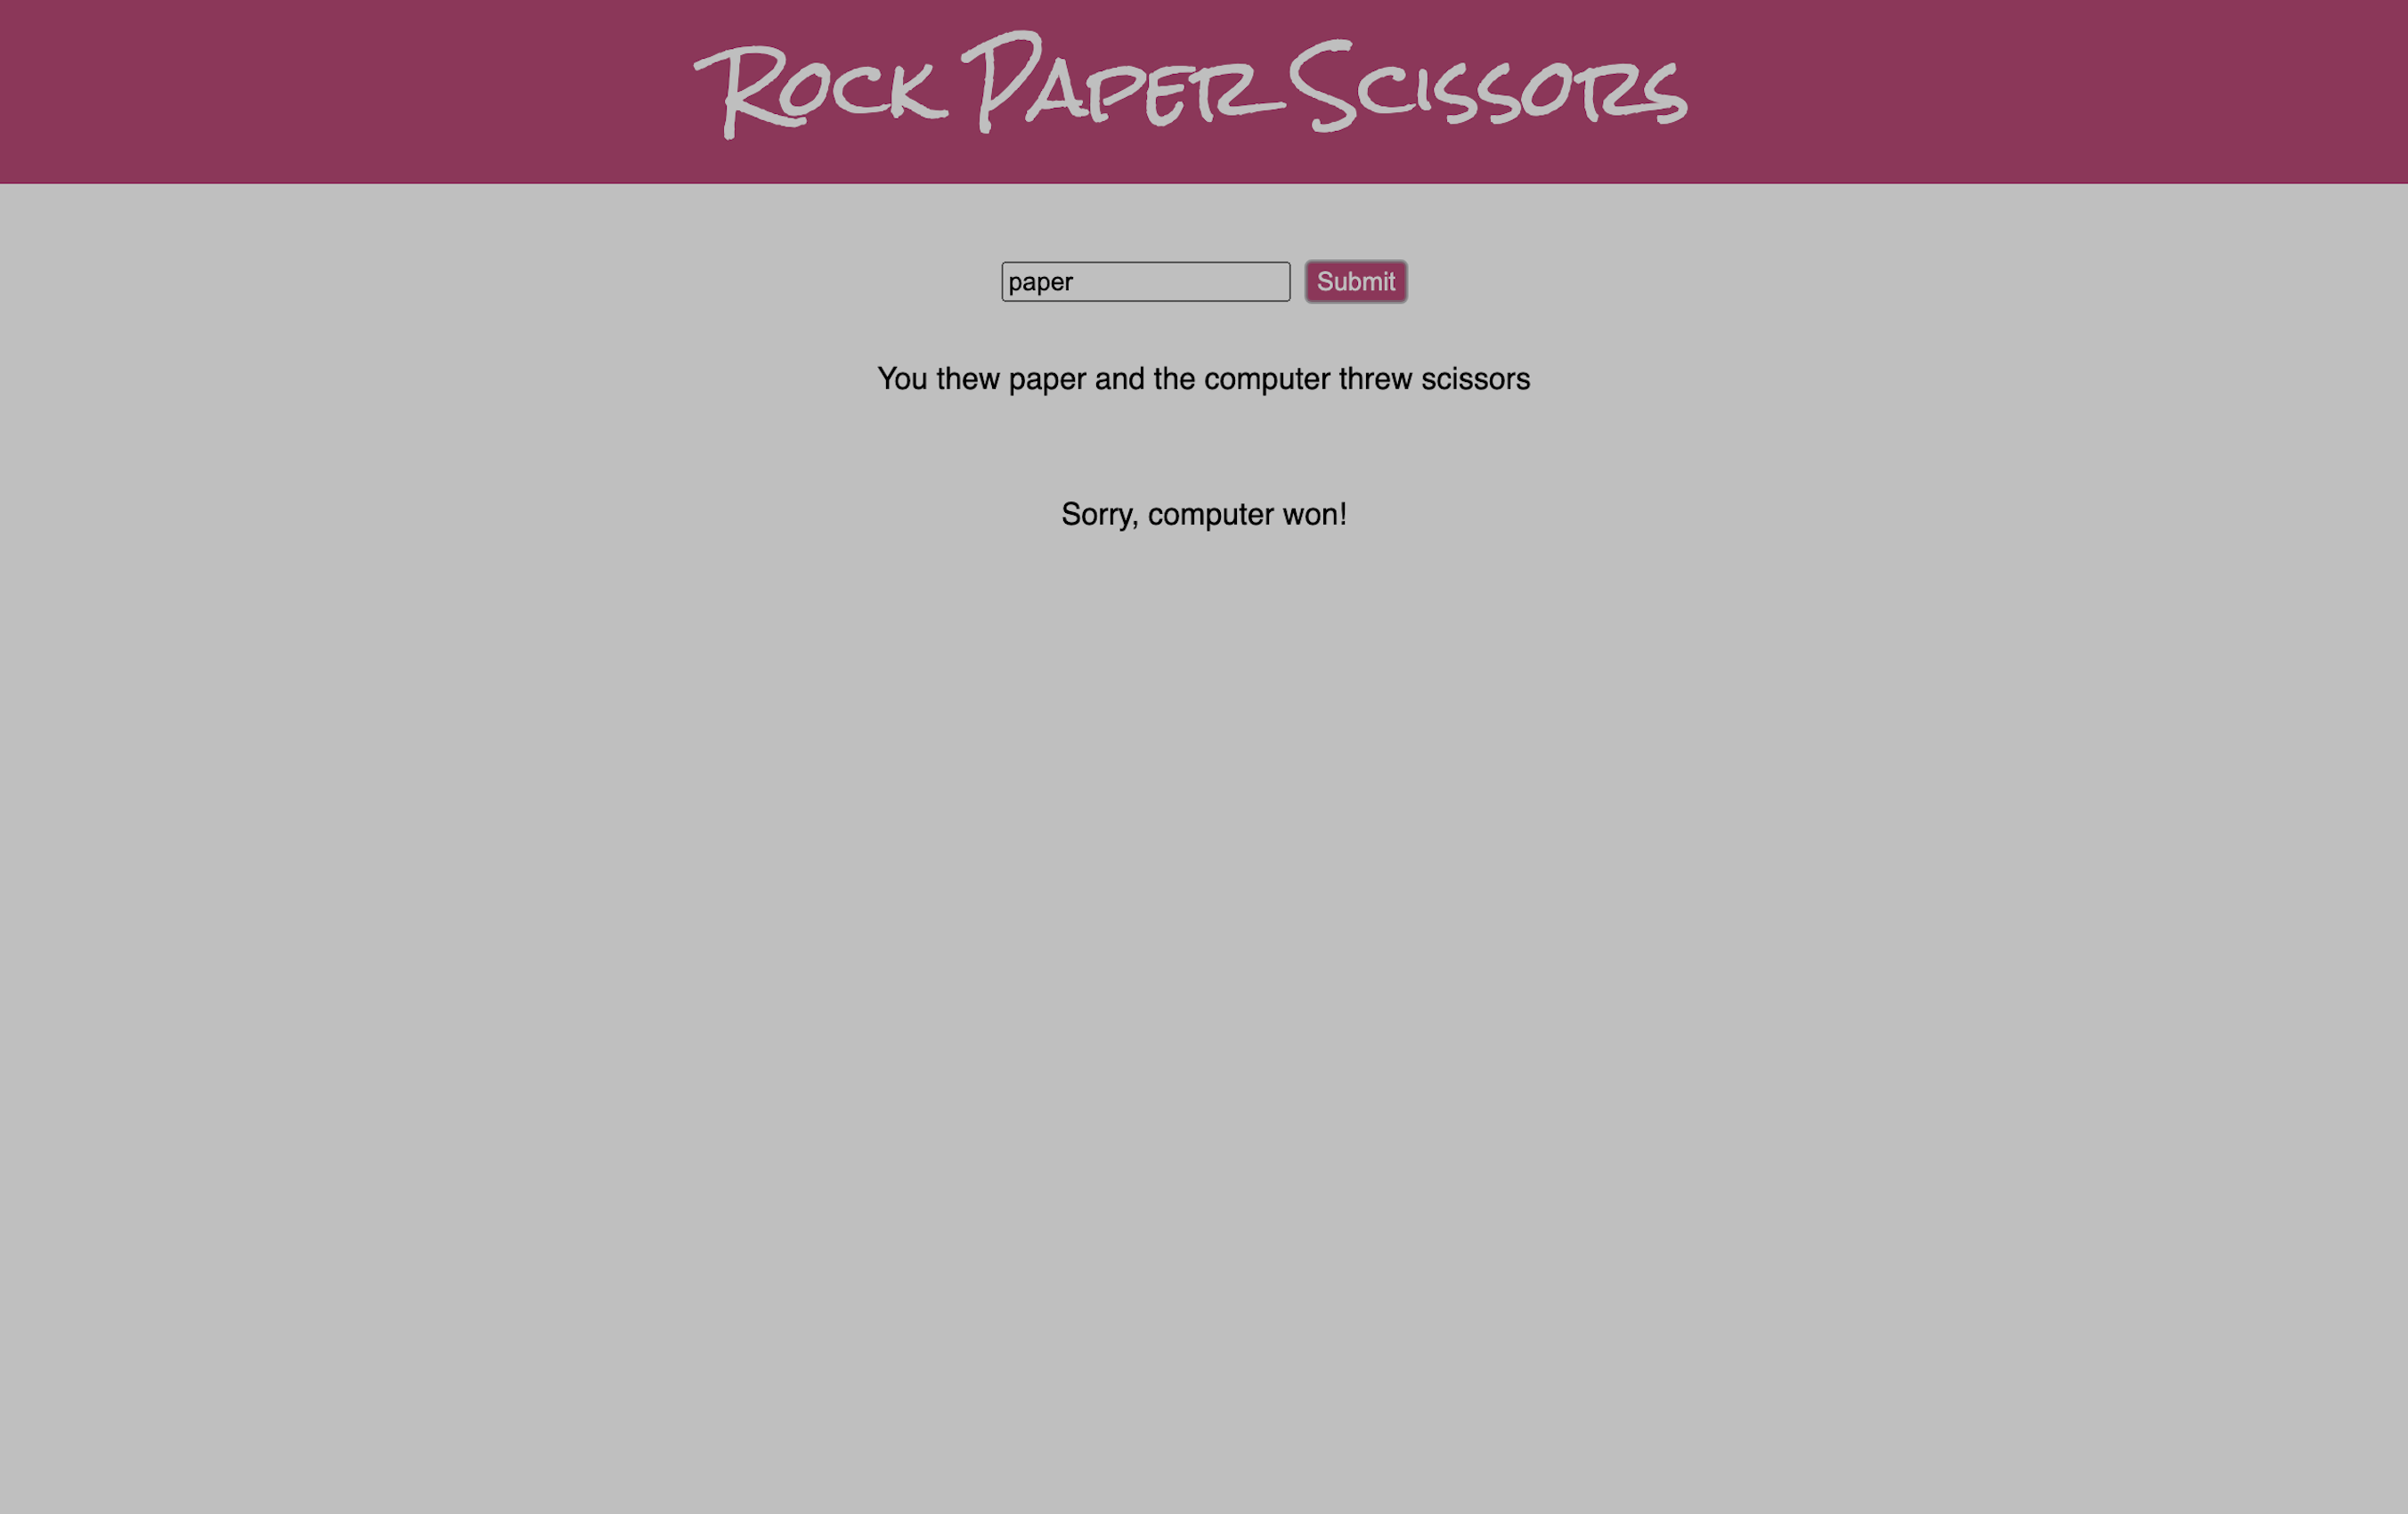 Rock Paper Scissors
paper Submit
You thew paper and the computer threw scissors
Sorry, computer won!